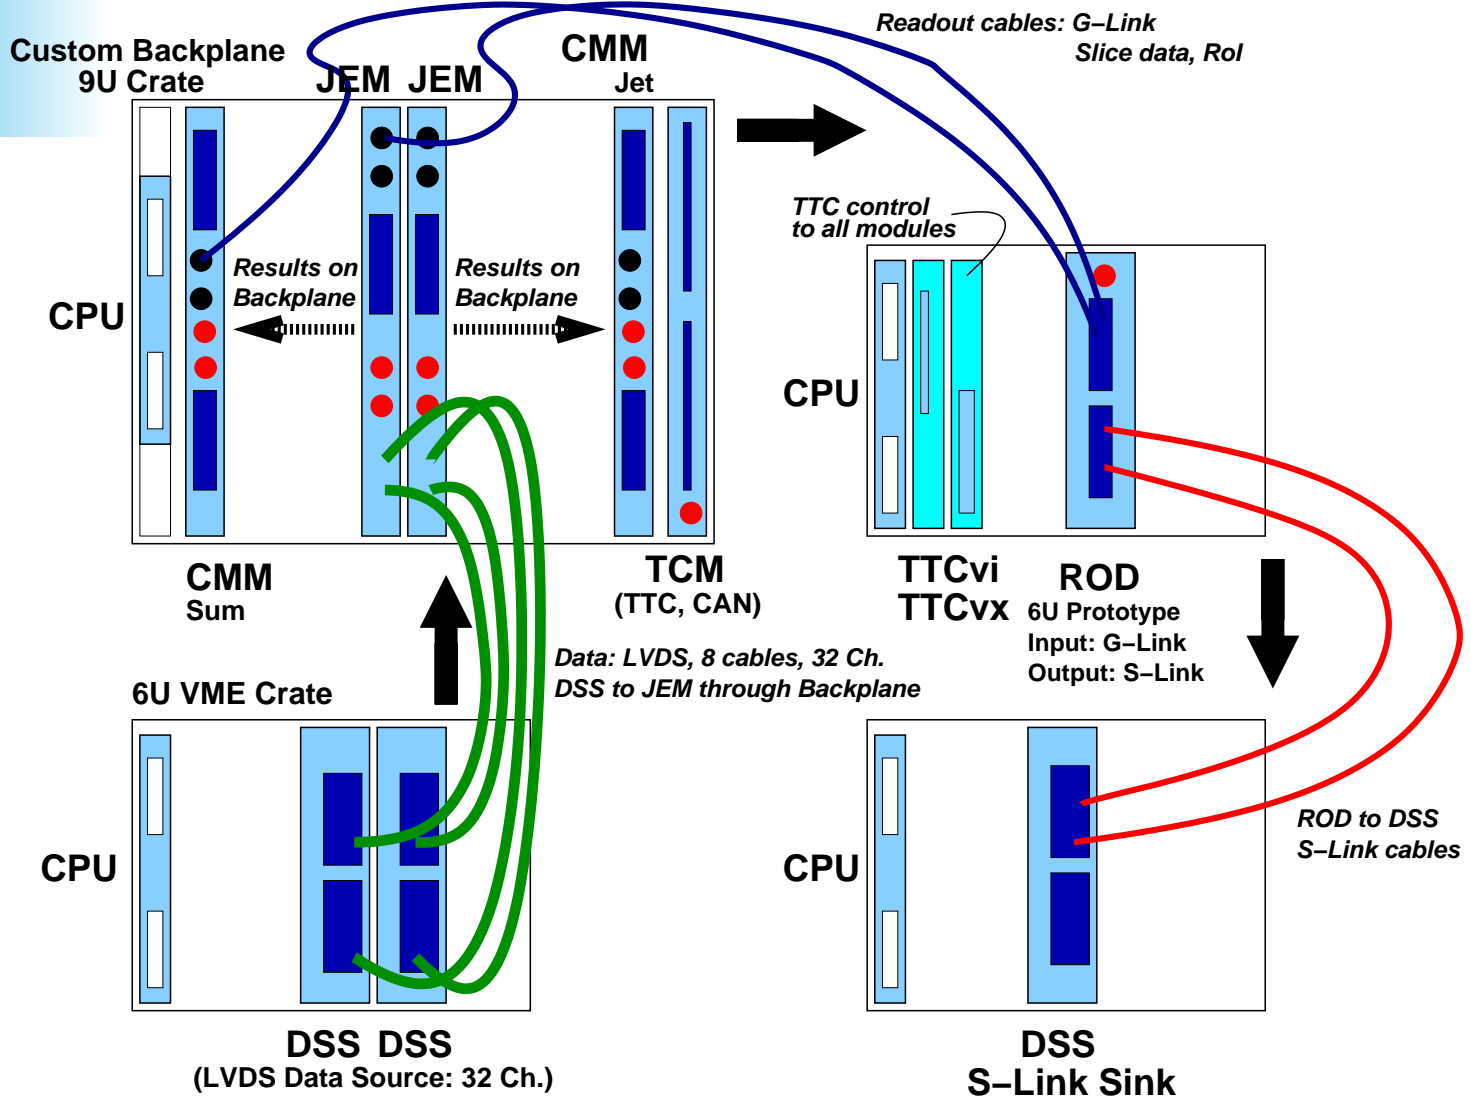 Readout cables: G–Link
Slice data, RoI
Custom Backplane
9U Crate
JEM JEM
CMM
Jet
TTC control
to all modules
Results on
Backplane
Results on
Backplane
CPU
CPU
CMM
Sum
TCM
(TTC, CAN)
TTCvi
TTCvx
ROD
6U Prototype
Input: G–Link
Output: S–Link
Data: LVDS, 8 cables, 32 Ch.
DSS to JEM through Backplane
6U VME Crate
CPU
CPU
ROD to DSS
S–Link cables
DSS DSS
(LVDS Data Source: 32 Ch.)
DSS
S–Link Sink